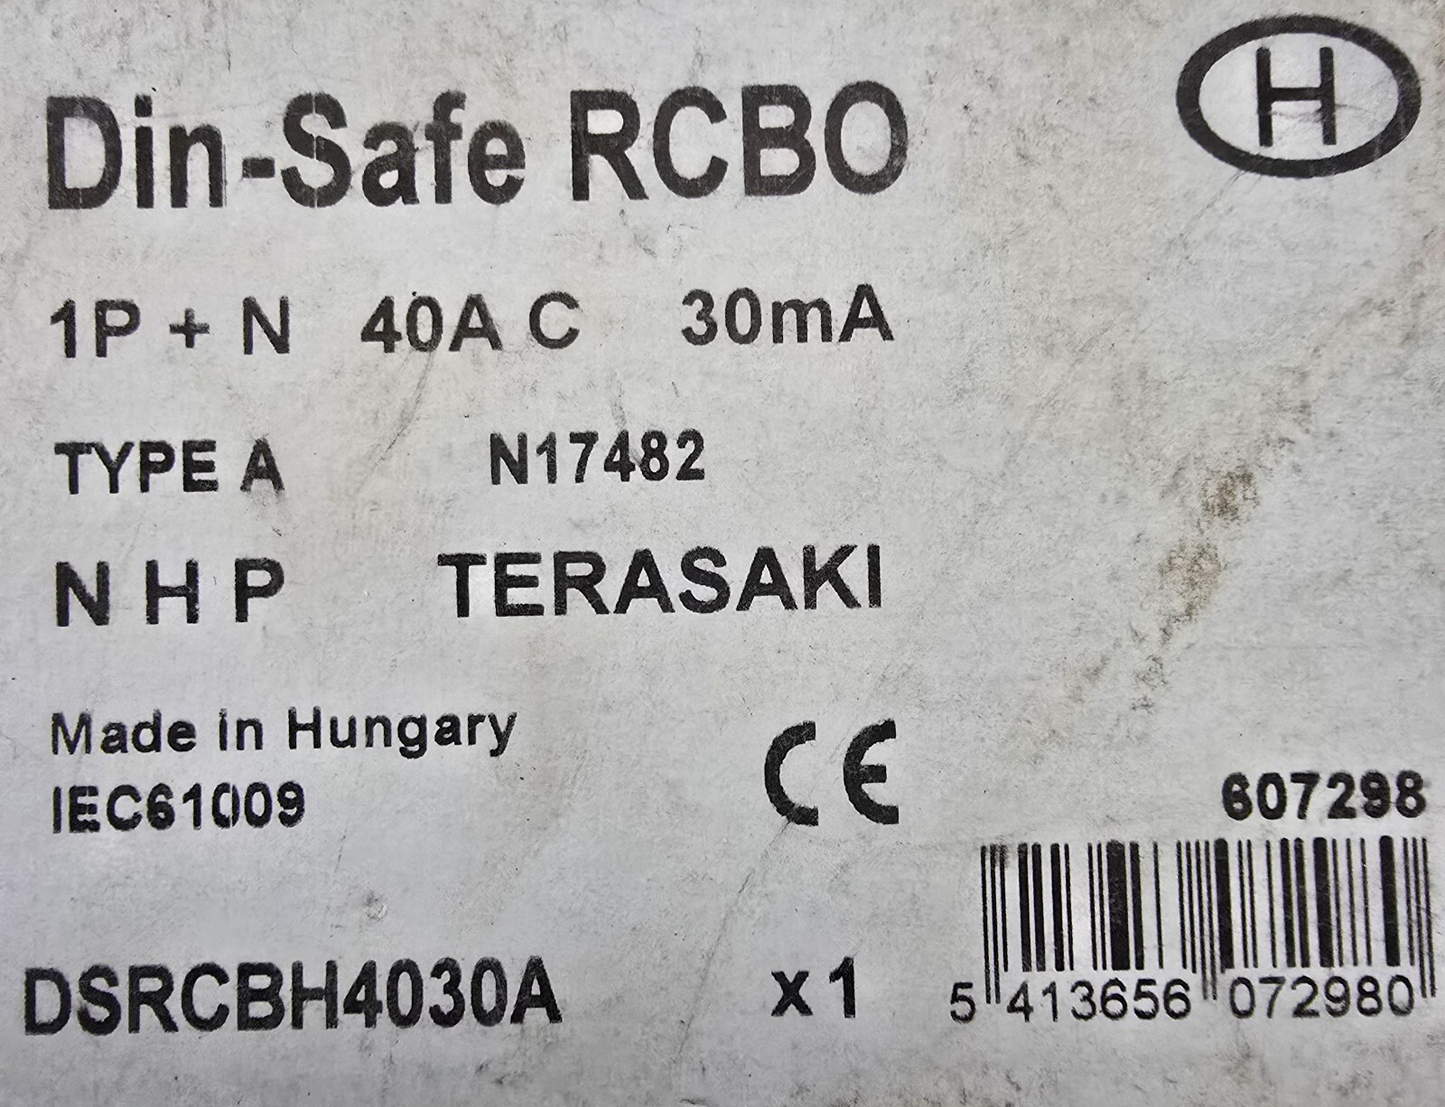 Din-Safe RCBO
H
1P + N 40A C 30mA
TYPE A N17482
NHP TERASAKI
Made in Hungary
IEC61009
CE
607298
DSRCBH4030A x1
5 413656 072980